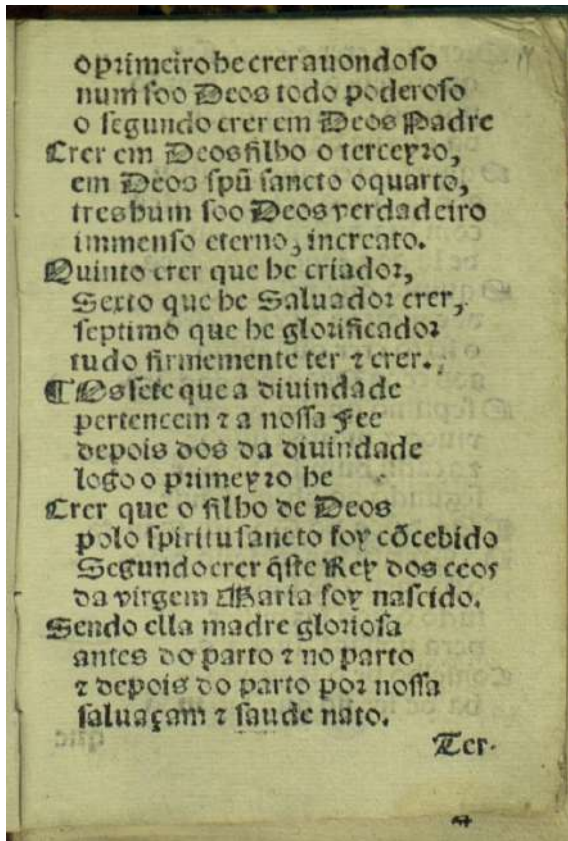 o primeiro he crer auondoso
num soo Deos todo poderoso
o segundo crer em Deos Padre
Crer em Deos filho o terceyro,
em Deos spũ sancto o quarto,
tres hum soo Deos verdadeiro
immenso eterno, increato.
Quinto crer que he criador,
Sexto que he Saluador crer,
septimo que he glorificador
tudo firmemente ter ⁊ crer.
¶ Os sete que a diuindade
pertencem ⁊ a nossa Fee
depois dos da diuindade
logo o primeyro he
Crer que o filho de Deos
polo spiritu sancto foy cõcebido
Segundo crer q̃ste Rey dos ceos
da virgem Maria foy nascido.
Sendo ella madre gloriosa
antes do parto ⁊ no parto
⁊ depois do parto por nossa
saluaçam ⁊ saude nato.
Ter-